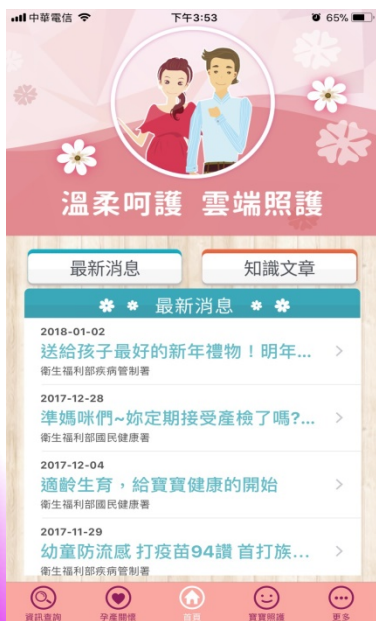 中華電信 下午3:53 65%
溫柔呵護 雲端照護
最新消息 知識文章
最新消息
2018-01-02
送給孩子最好的新年禮物！明年...
衛生福利部疾病管制署
2017-12-28
準媽咪們~妳定期接受產檢了嗎?...
衛生福利部國民健康署
2017-12-04
適齡生育，給寶寶健康的開始
衛生福利部國民健康署
2017-11-29
幼童防流感 打疫苗94讚 首打族...
衛生福利部疾病管制署
資訊查詢 孕產關懷 首頁 寶寶照護 更多